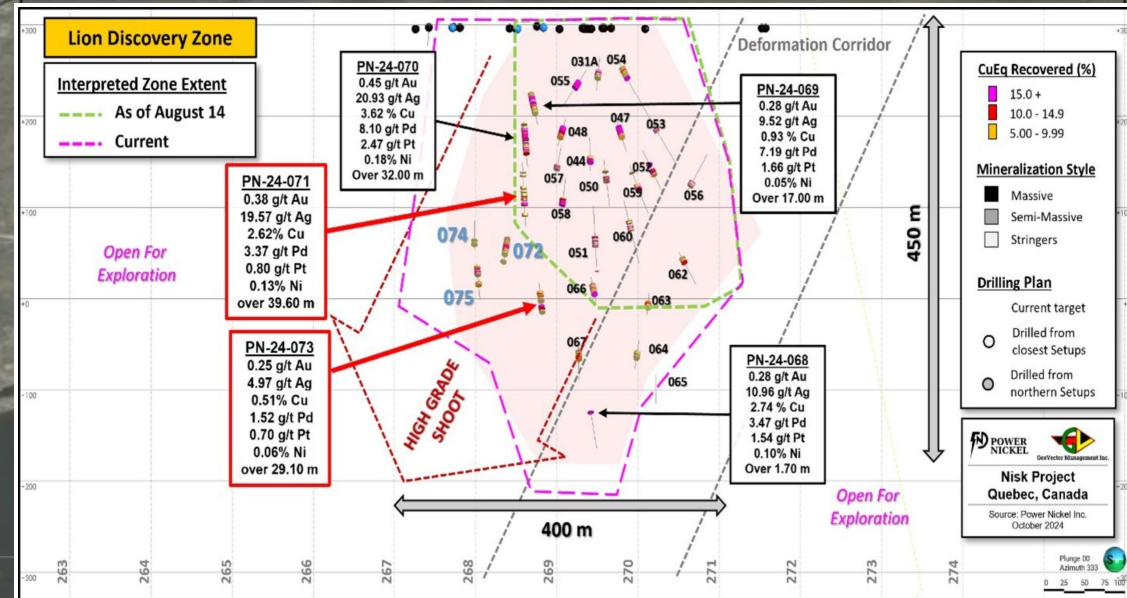 Lion Discovery Zone
Interpreted Zone Extent
As of August 14
Current
PN-24-070
0.45 g/t Au
20.93 g/t Ag
3.62 % Cu
8.10 g/t Pd
2.47 g/t Pt
0.18% Ni
Over 32.00 m
PN-24-071
0.38 g/t Au
19.57 g/t Ag
2.62% Cu
3.37 g/t Pd
0.80 g/t Pt
0.13% Ni
over 39.60 m
PN-24-073
0.25 g/t Au
4.97 g/t Ag
0.51% Cu
1.52 g/t Pd
0.70 g/t Pt
0.06% Ni
over 29.10 m
PN-24-069
0.28 g/t Au
9.52 g/t Ag
0.93 % Cu
7.19 g/t Pd
1.66 g/t Pt
0.05% Ni
Over 17.00 m
PN-24-068
0.28 g/t Au
10.96 g/t Ag
2.74 % Cu
3.47 g/t Pd
1.54 g/t Pt
0.10% Ni
Over 1.70 m
Deformation Corridor
Open For
Exploration
HIGH GRADE
SHOOT
Open For
Exploration
031A
054
055
048
047
053
044
052
057
050
059
056
058
060
051
074
072
075
062
066
063
067
064
065
450 m
400 m
+300
+200
+100
+0
-100
-200
-300
263
264
265
266
267
268
269
270
271
272
273
274
CuEq Recovered (%)
15.0 +
10.0 - 14.9
5.00 - 9.99
Mineralization Style
Massive
Semi-Massive
Stringers
Drilling Plan
Current target
Drilled from
closest Setups
Drilled from
northern Setups
POWER
NICKEL
GeoVector Management Inc.
Nisk Project
Quebec, Canada
Source: Power Nickel Inc.
October 2024
Plunge 00
Azimuth 333
0 25 50 75 100